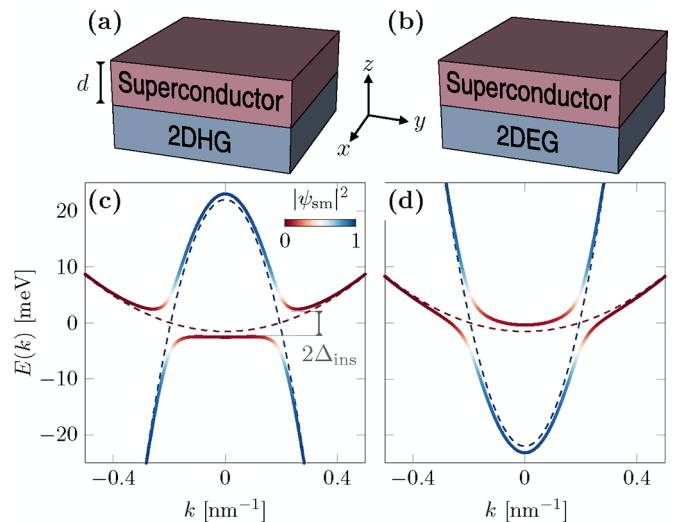 (a) (b)
d
Superconductor
2DHG
z
y
x
Superconductor
2DEG
(c) (d)
|ψsm|²
0 1
E(k) [meV]
20
10
0
−10
−20
2Δins
−0.4 0 0.4
−0.4 0 0.4
k [nm−1] k [nm−1]